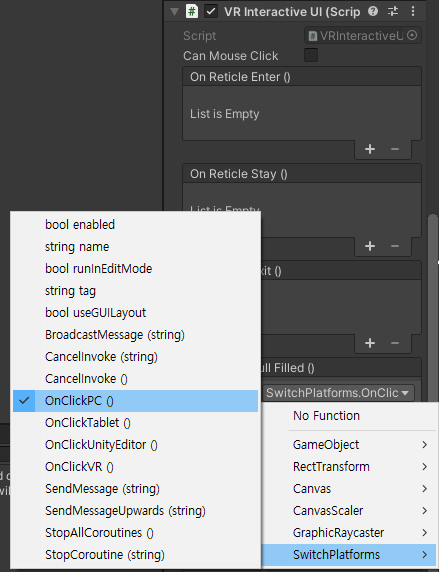 VR Interactive UI (Scrip
Script
VRInteractiveU
Can Mouse Click
On Reticle Enter ()
List is Empty
On Reticle Stay ()
List is Empty
xit ()
ull Filled ()
SwitchPlatforms.OnClic
bool enabled
string name
bool runInEditMode
string tag
bool useGUILayout
BroadcastMessage (string)
CancelInvoke (string)
CancelInvoke ()
OnClickPC ()
OnClickTablet ()
OnClickUnityEditor ()
OnClickVR ()
SendMessage (string)
SendMessageUpwards (string)
StopAllCoroutines ()
StopCoroutine (string)
No Function
GameObject
RectTransform
Canvas
CanvasScaler
GraphicRaycaster
SwitchPlatforms